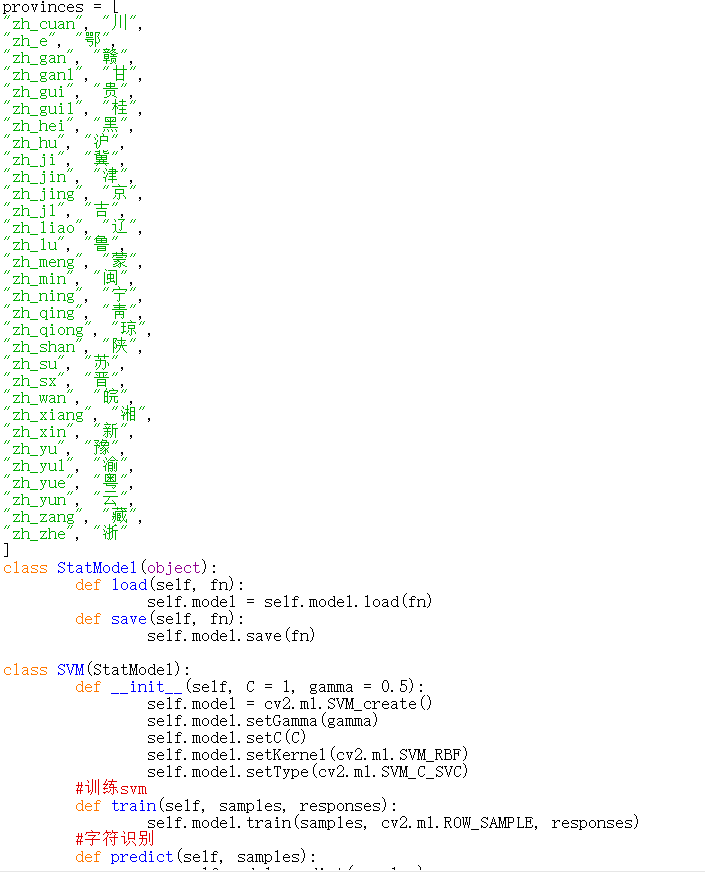 provinces = [
"zh_cuan", "川",
"zh_e", "鄂",
"zh_gan", "赣",
"zh_gan1", "甘",
"zh_gui", "贵",
"zh_gui1", "桂",
"zh_hei", "黑",
"zh_hu", "沪",
"zh_ji", "冀",
"zh_jin", "津",
"zh_jing", "京",
"zh_jl", "吉",
"zh_liao", "辽",
"zh_lu", "鲁",
"zh_meng", "蒙",
"zh_min", "闽",
"zh_ning", "宁",
"zh_qing", "青",
"zh_qiong", "琼",
"zh_shan", "陕",
"zh_su", "苏",
"zh_sx", "晋",
"zh_wan", "皖",
"zh_xiang", "湘",
"zh_xin", "新",
"zh_yu", "豫",
"zh_yu1", "渝",
"zh_yue", "粤",
"zh_yun", "云",
"zh_zang", "藏",
"zh_zhe", "浙"
]
class StatModel(object):
def load(self, fn):
self.model = self.model.load(fn)
def save(self, fn):
self.model.save(fn)
class SVM(StatModel):
def __init__(self, C = 1, gamma = 0.5):
self.model = cv2.ml.SVM_create()
self.model.setGamma(gamma)
self.model.setC(C)
self.model.setKernel(cv2.ml.SVM_RBF)
self.model.setType(cv2.ml.SVM_C_SVC)
#训练svm
def train(self, samples, responses):
self.model.train(samples, cv2.ml.ROW_SAMPLE, responses)
#字符识别
def predict(self, samples):